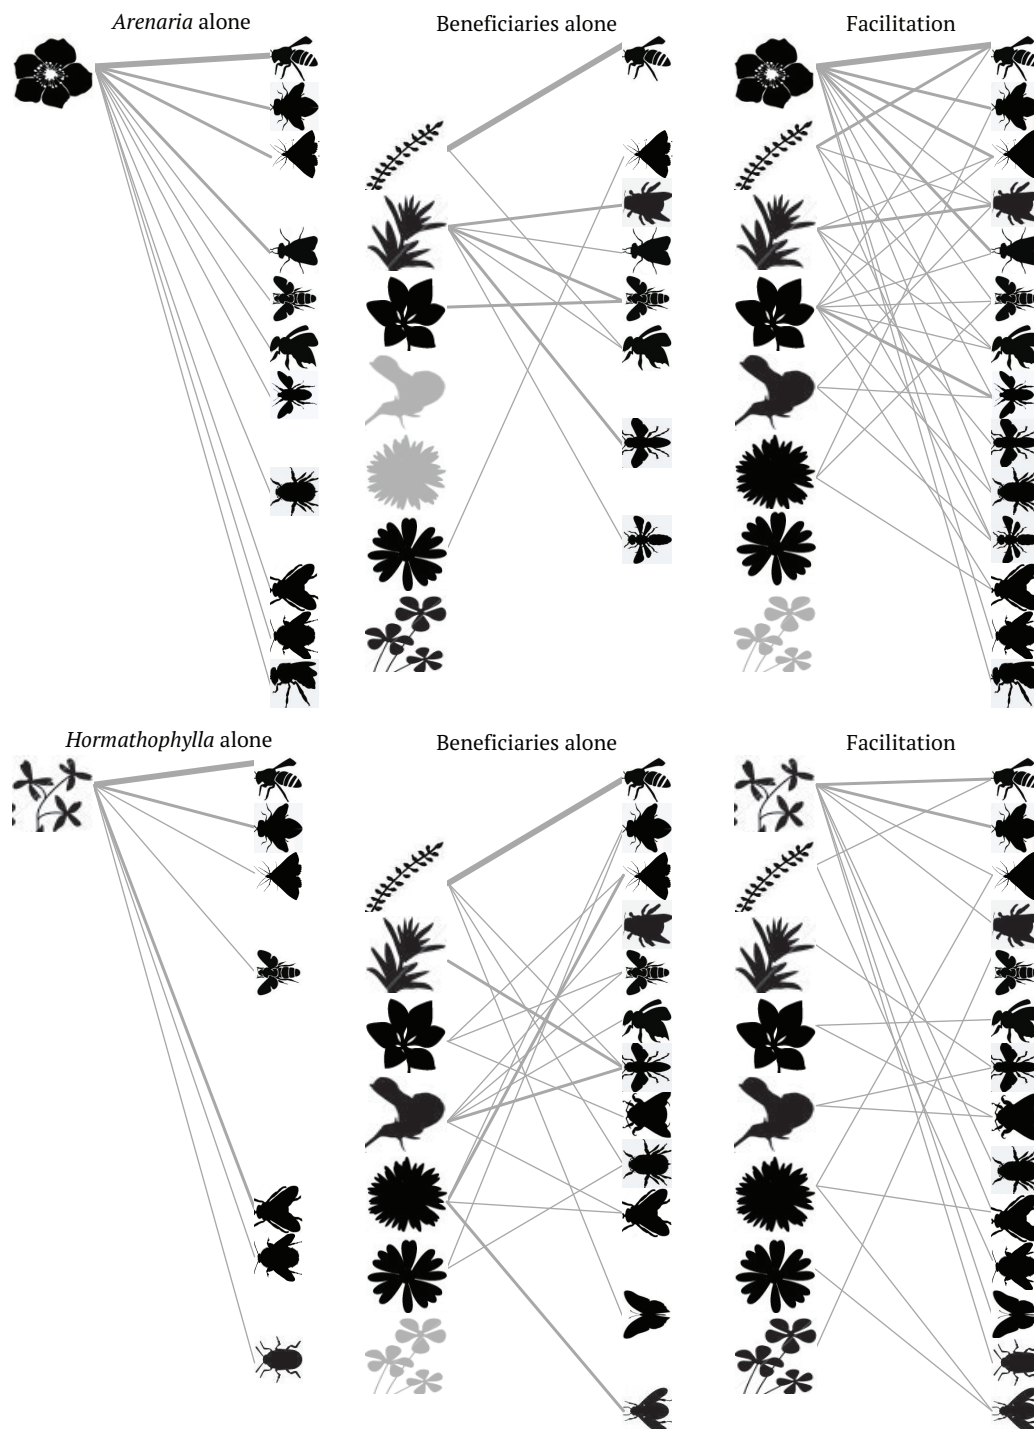 Arenaria alone
Beneficiaries alone
Facilitation
Hormathophylla alone
Beneficiaries alone
Facilitation